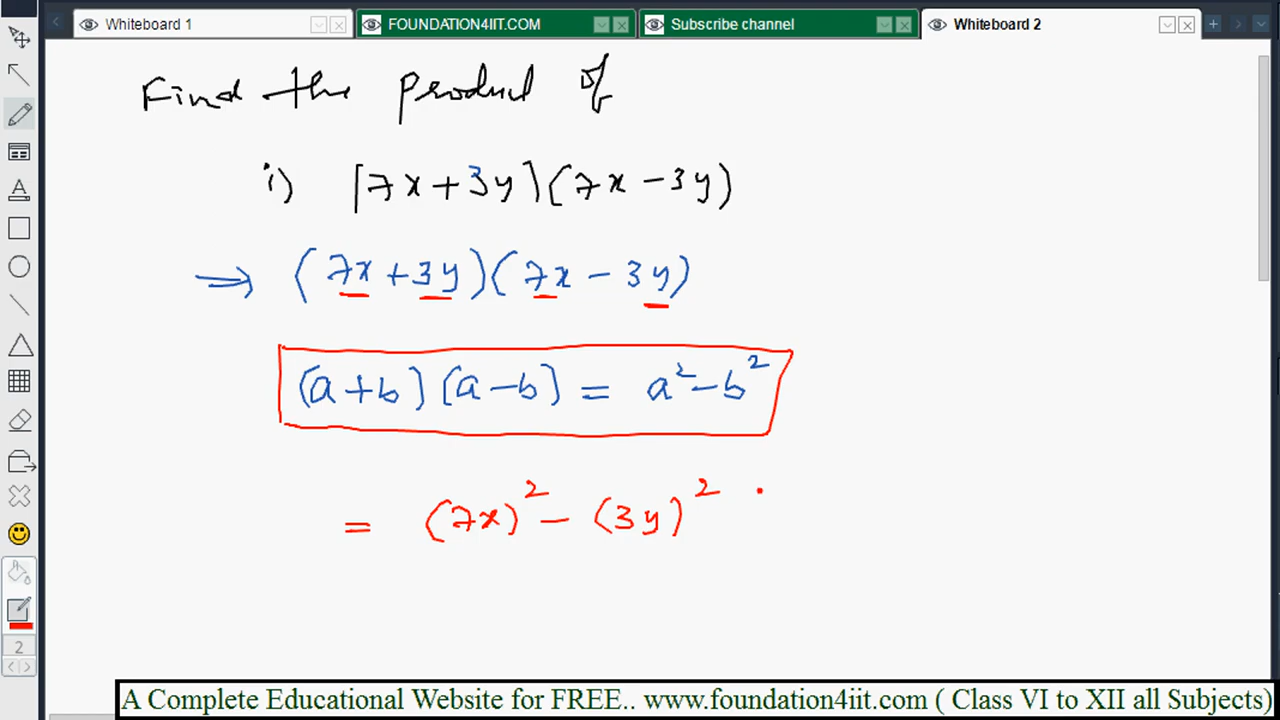 Whiteboard 1 FOUNDATION4IIT.COM Subscribe channel Whiteboard 2
Find the product of
i) [7x+3y)(7x-3y)
⇒ (7x+3y)(7x-3y)
(a+b)(a-b) = a²-b²
= (7x)² - (3y)²
2
A Complete Educational Website for FREE.. www.foundation4iit.com ( Class VI to XII all Subjects)